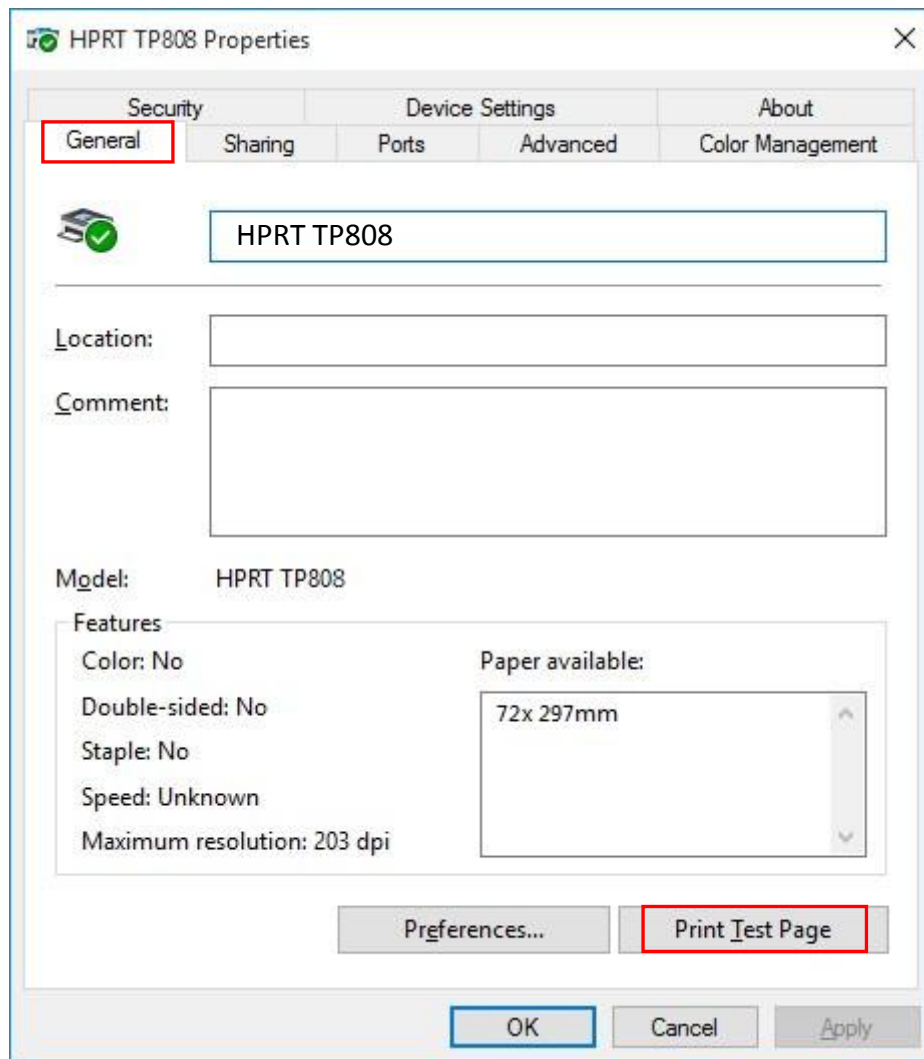 HPRT TP808 Properties
Security Device Settings About
General Sharing Ports Advanced Color Management
HPRT TP808
Location:
Comment:
Model: HPRT TP808
Features
Color: No Paper available:
Double-sided: No 72x 297mm
Staple: No
Speed: Unknown
Maximum resolution: 203 dpi
Preferences... Print Test Page
OK Cancel Apply